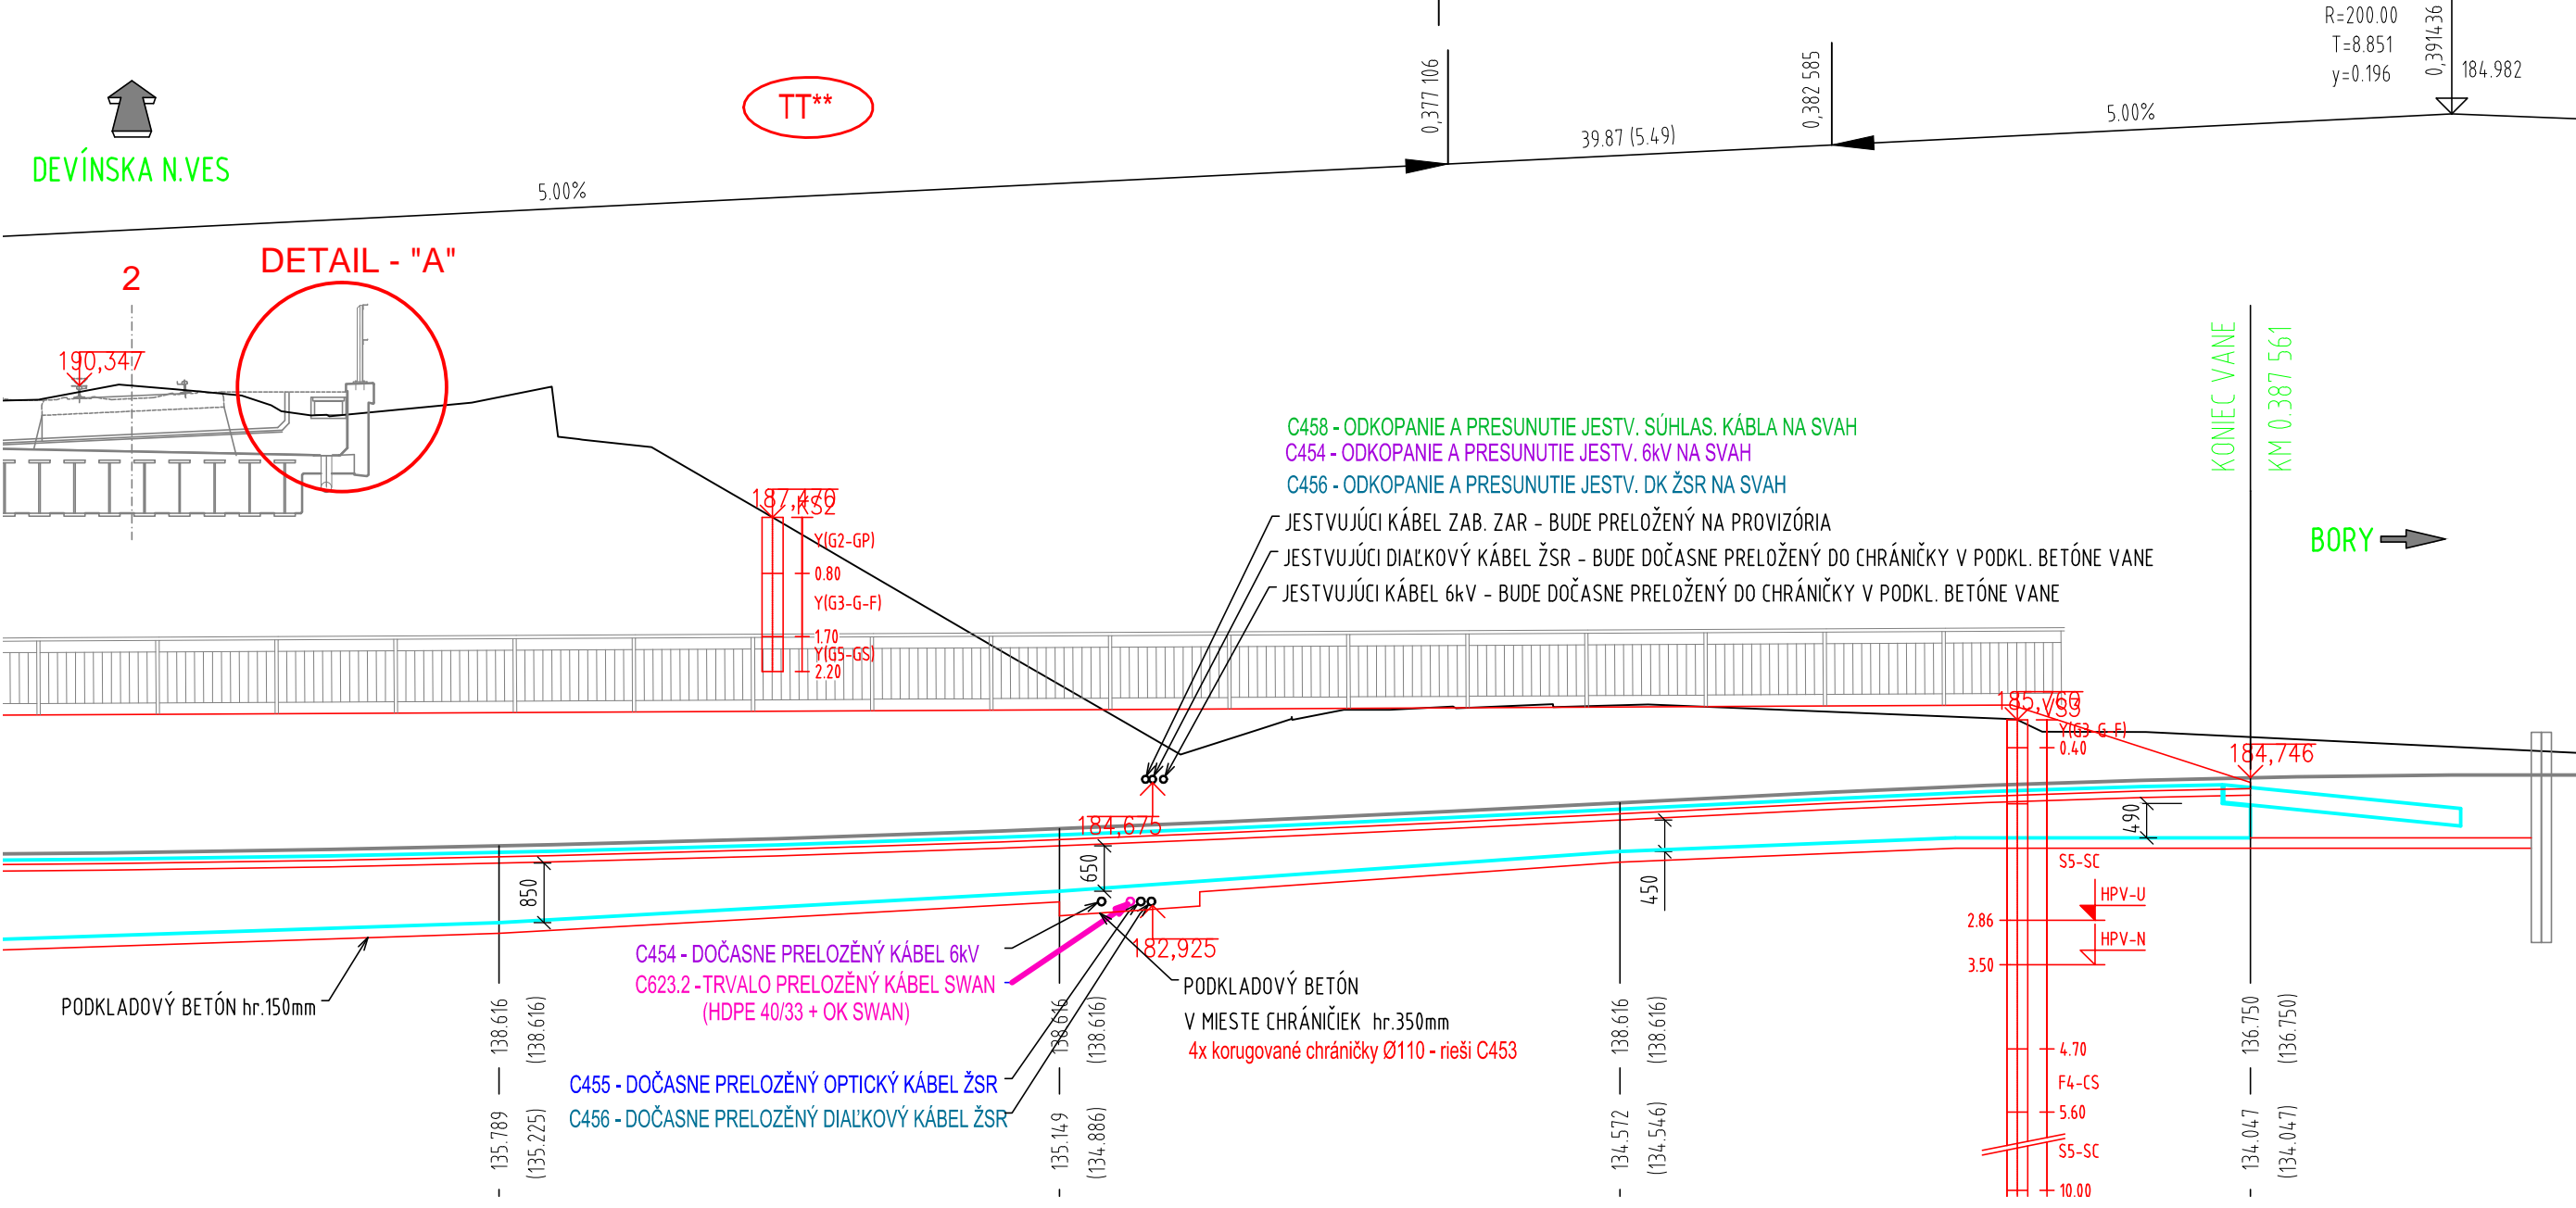 R=200.00
T=8.851
y=0.196
0,391436
184.982
0,377 106
0,382 585
39.87 (5.49)
5.00%
5.00%
TT**
DEVÍNSKA N.VES
DETAIL - "A"
2
190,347
KONIEC VANE
KM 0.387 561
C458 - ODKOPANIE A PRESUNUTIE JESTV. SÚHLAS. KÁBLA NA SVAH
C454 - ODKOPANIE A PRESUNUTIE JESTV. 6kV NA SVAH
C456 - ODKOPANIE A PRESUNUTIE JESTV. DK ŽSR NA SVAH
JESTVUJÚCI KÁBEL ZAB. ZAR - BUDE PRELOŽENÝ NA PROVIZÓRIA
JESTVUJÚCI DIAĽKOVÝ KÁBEL ŽSR - BUDE DOČASNE PRELOŽENÝ DO CHRÁNIČKY V PODKL. BETÓNE VANE
JESTVUJÚCI KÁBEL 6kV - BUDE DOČASNE PRELOŽENÝ DO CHRÁNIČKY V PODKL. BETÓNE VANE
BORY
187,470
KS2
Y(G2-GP)
0.80
Y(G3-G-F)
1.70
Y(G5-GS)
2.20
185,760
Y(G3-G-F)
0.40
184,746
184,675
490
850
650
450
S5-SC
HPV-U
2.86
HPV-N
3.50
4.70
F4-CS
5.60
S5-SC
10.00
182,925
C454 - DOČASNE PRELOZĚNÝ KÁBEL 6kV
C623.2 - TRVALO PRELOZĚNÝ KÁBEL SWAN
(HDPE 40/33 + OK SWAN)
PODKLADOVÝ BETÓN hr.150mm
PODKLADOVÝ BETÓN
V MIESTE CHRÁNIČIEK hr.350mm
4x korugované chráničky Ø110 - rieši C453
C455 - DOČASNE PRELOZĚNÝ OPTICKÝ KÁBEL ŽSR
C456 - DOČASNE PRELOZĚNÝ DIAĽKOVÝ KÁBEL ŽSR
138.616
(138.616)
135.789
(135.225)
138.616
(138.616)
135.149
(134.886)
138.616
(138.616)
134.572
(134.546)
136.750
(136.750)
134.047
(134.047)